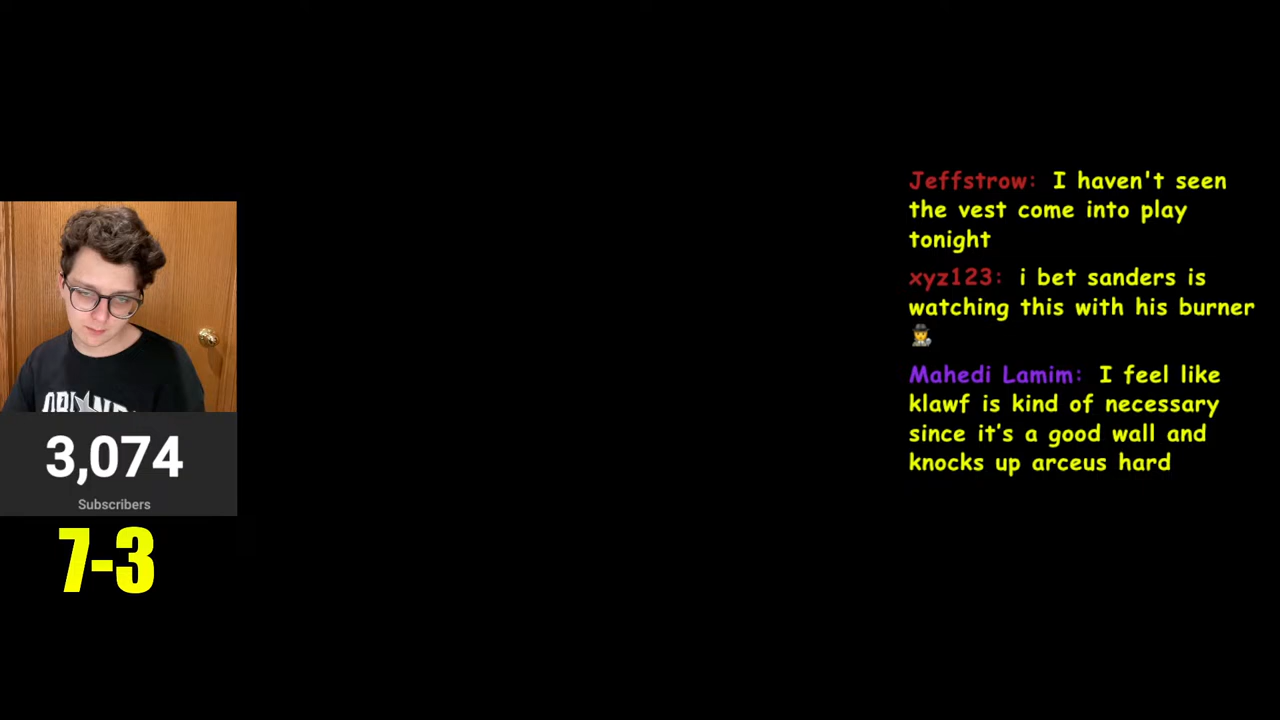 Jeffstrow: I haven't seen
the vest come into play
tonight
xyz123: i bet sanders is
watching this with his burner
🕵️
Mahedi Lamim: I feel like
klawf is kind of necessary
since it’s a good wall and
knocks up arceus hard
3,074
Subscribers
7-3